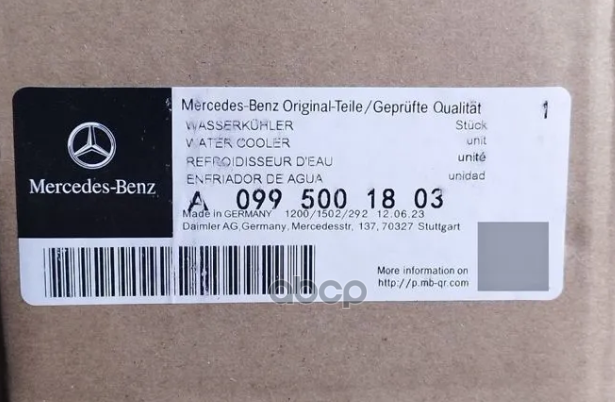 Mercedes-Benz Original-Teile/Geprüfte Qualität 1
WASSERKÜHLER Stück
WATER COOLER unit
REFROIDISSEUR D'EAU unité
ENFRIADOR DE AGUA unidad
A 099 500 18 03
Made in GERMANY 1200/1502/292 12.06.23
Daimler AG,Germany, Mercedesstr, 137,70327 Stuttgart
Mercedes-Benz
More information on
http://p.mb-qr.com
abcp